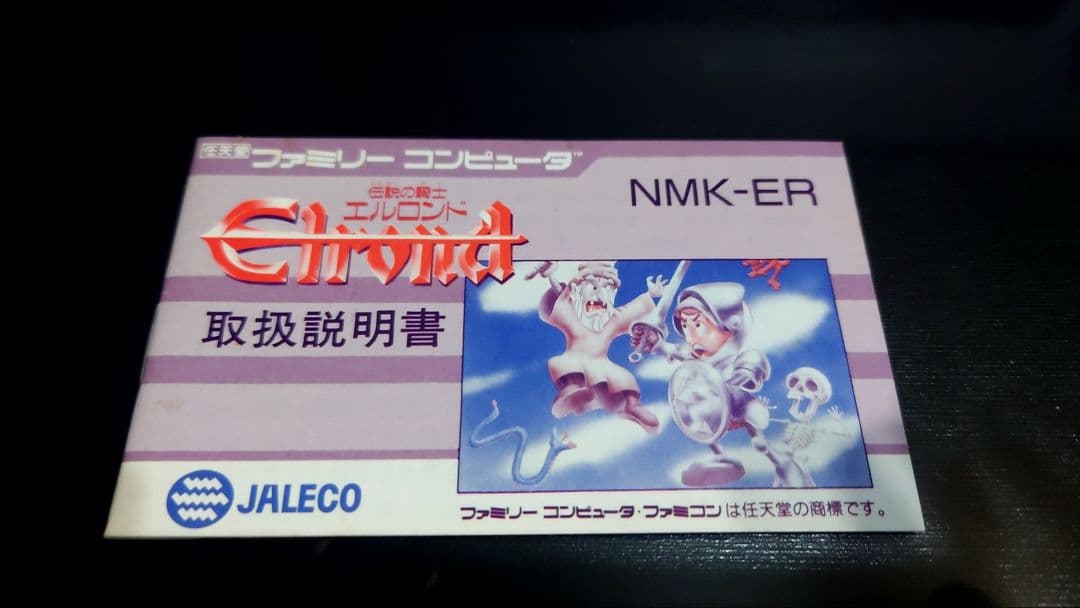 任天堂 ファミリー コンピュータ™
NMK-ER
伝説の騎士
エルロンド
Elrond
取扱説明書
JALECO
ファミリー コンピュータ・ファミコンは任天堂の商標です。